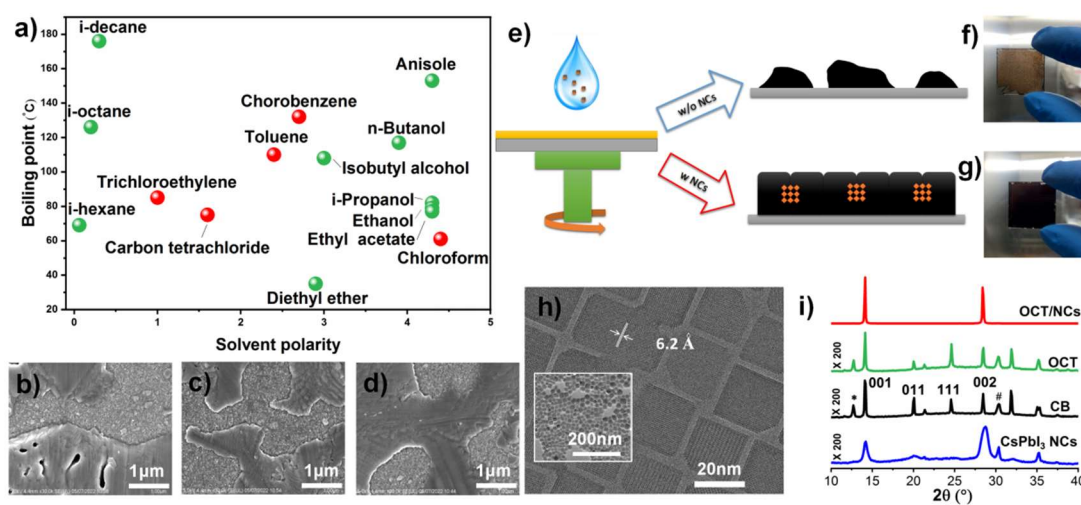 a)
i-decane
i-octane
i-hexane
Trichloroethylene
Carbon tetrachloride
Chorobenzene
Toluene
Isobutyl alcohol
Anisole
n-Butanol
i-Propanol
Ethanol
Ethyl acetate
Chloroform
Diethyl ether
Boiling point (°C)
180
160
140
120
100
80
60
40
20
0 1 2 3 4 5
Solvent polarity
e)
w/o NCs
w NCs
f)
g)
b)
1μm
c)
1μm
d)
1μm
h)
6.2 Å
200nm
20nm
i)
OCT/NCs
X 200
OCT
X 200
* 001 011 111 002 #
CB
X 200
CsPbI₃ NCs
10 15 20 25 30 35 40
2θ (°)